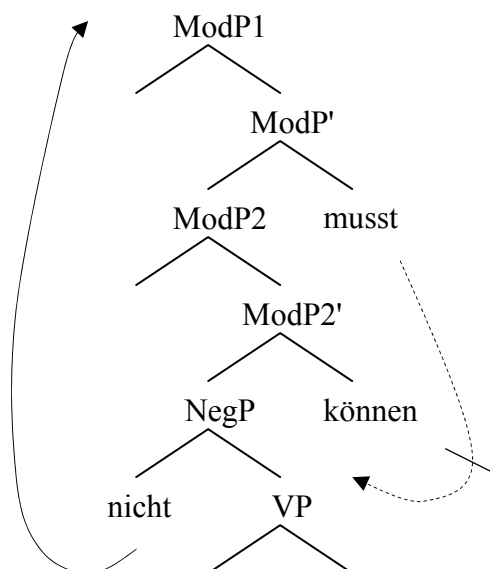 ModP1
ModP'
ModP2 musst
ModP2'
NegP können
nicht VP